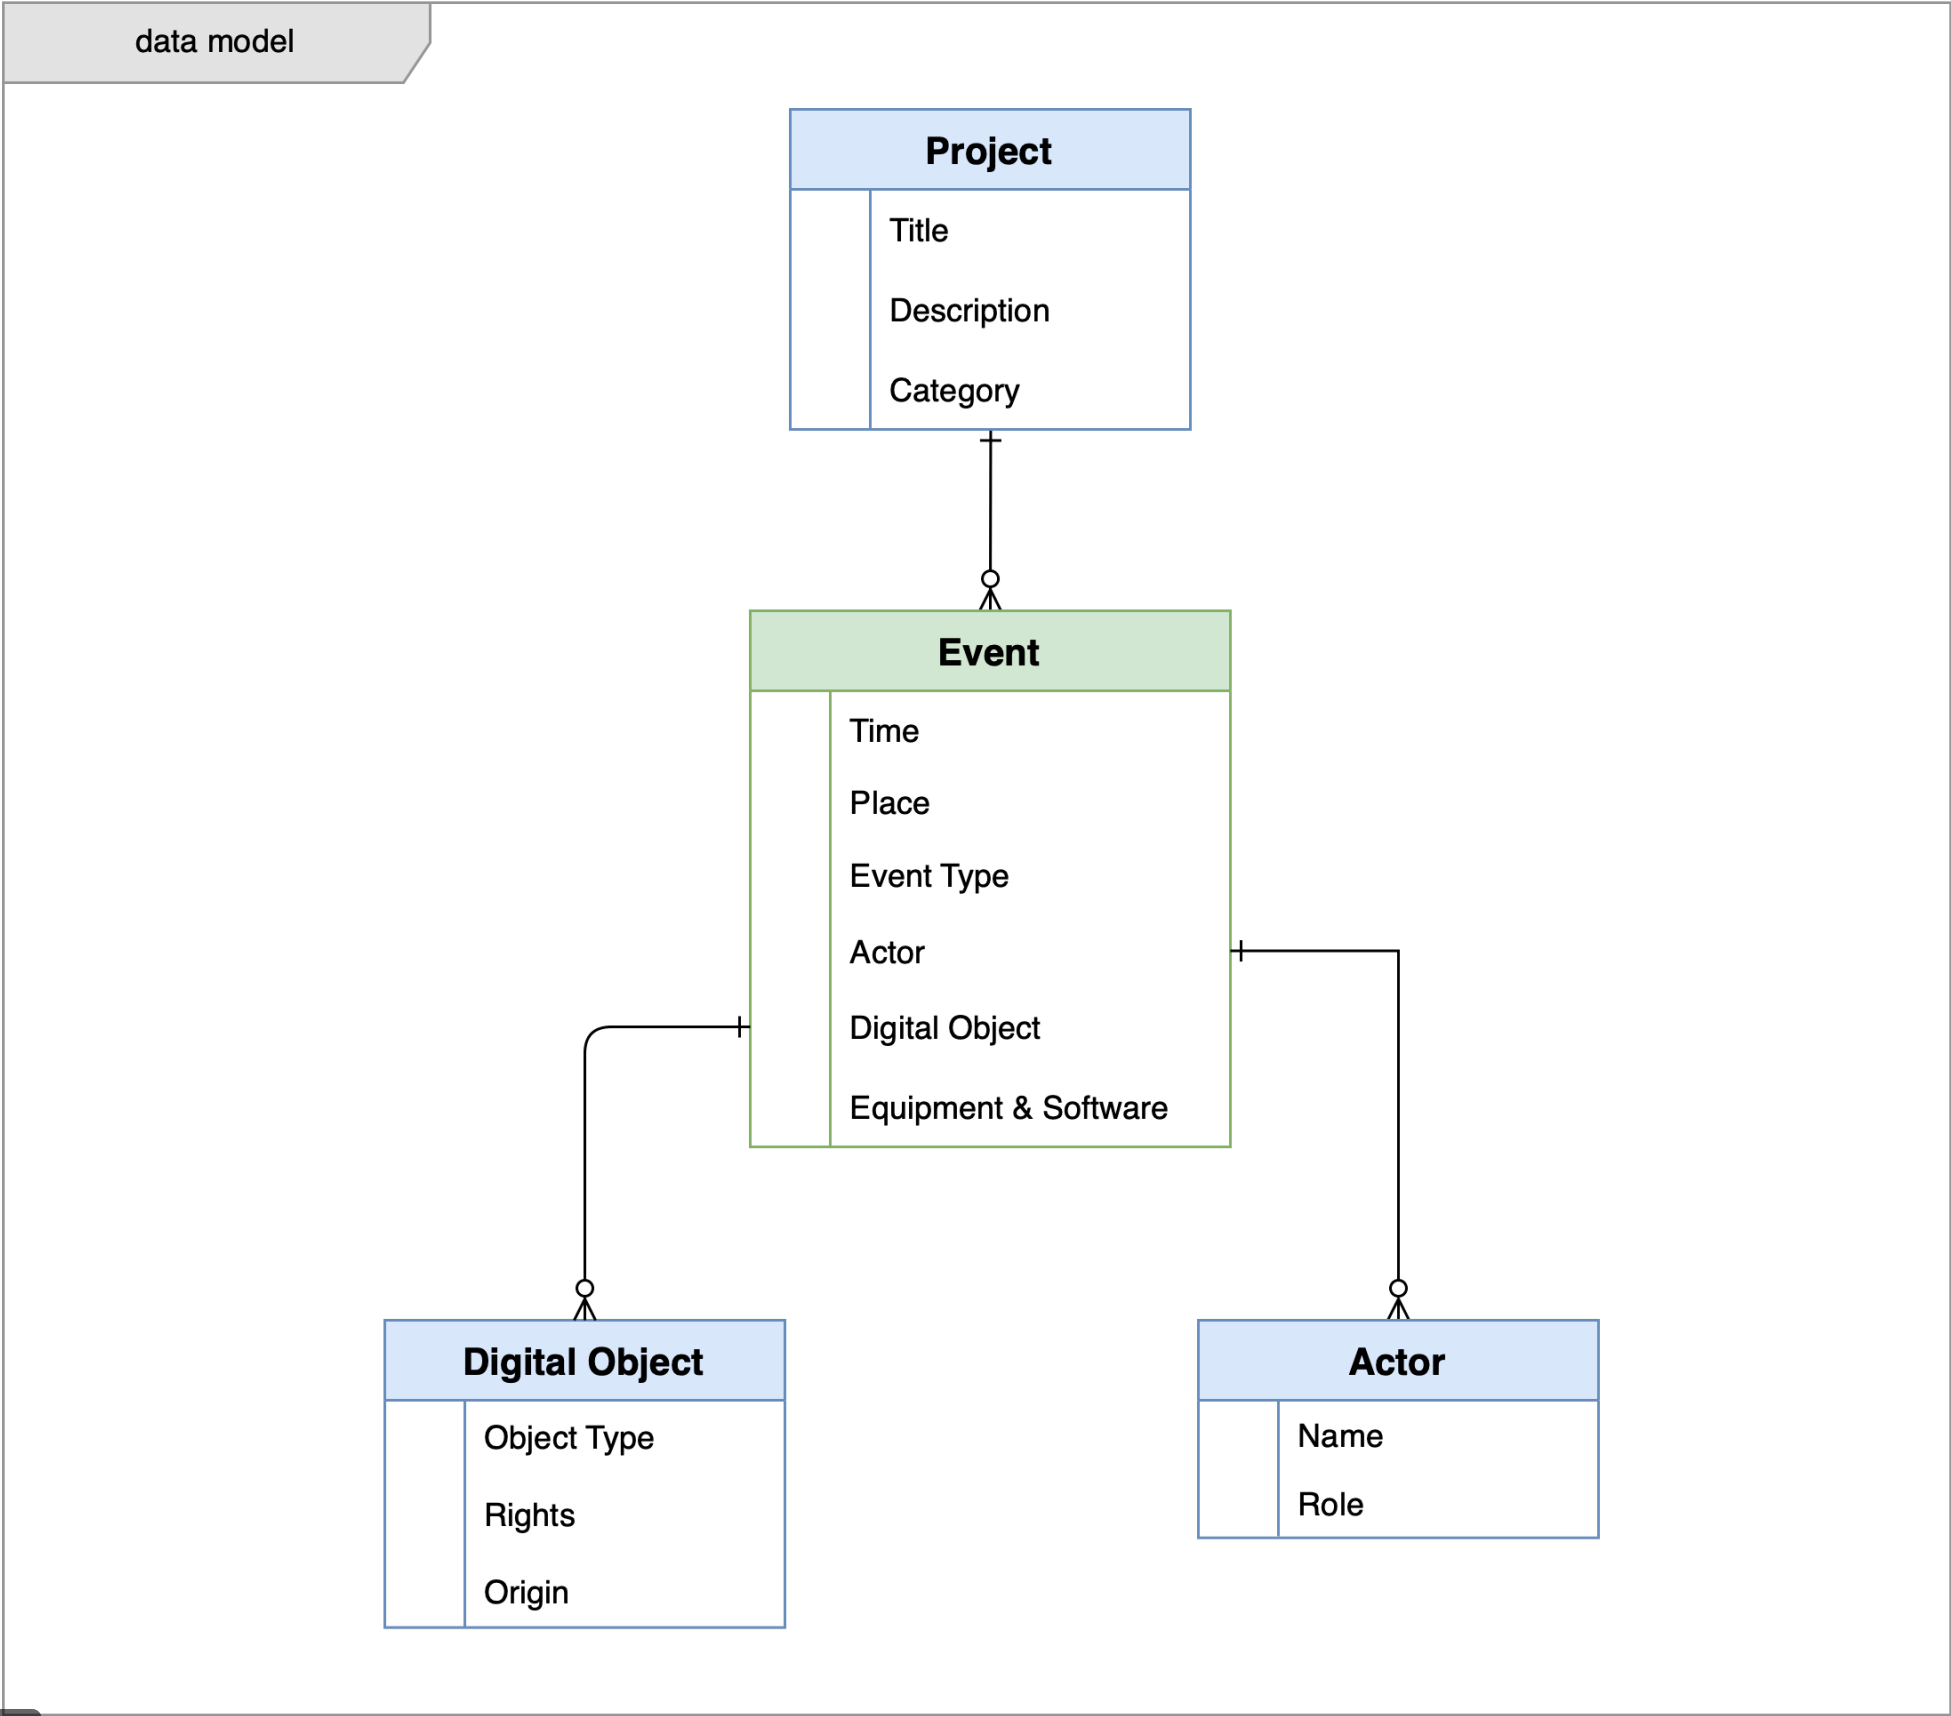 data model
Project
Title
Description
Category
Event
Time
Place
Event Type
Actor
Digital Object
Equipment & Software
Digital Object
Object Type
Rights
Origin
Actor
Name
Role